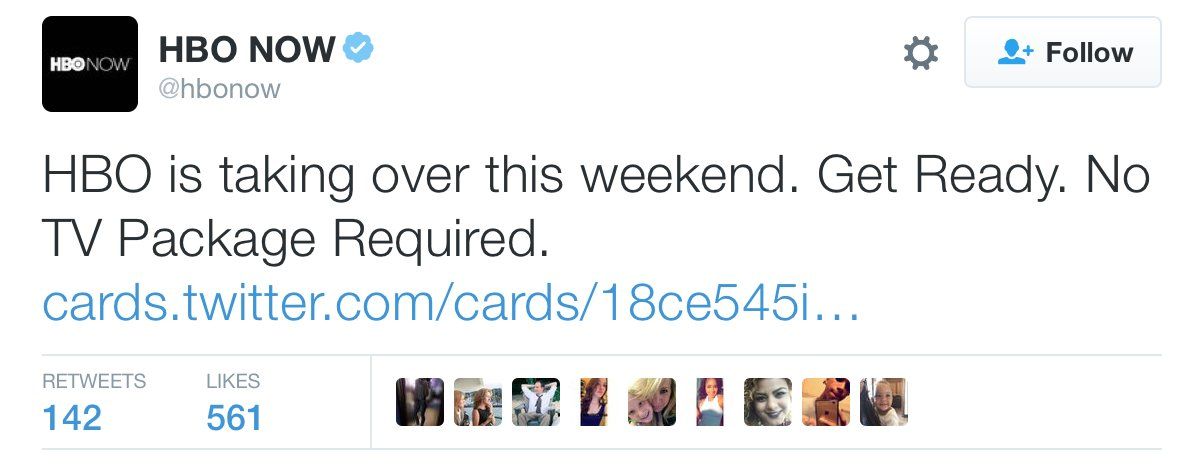 HBONOW
HBO NOW
@hbonow
Follow
HBO is taking over this weekend. Get Ready. No
TV Package Required.
cards.twitter.com/cards/18ce545i...
RETWEETS LIKES
142 561